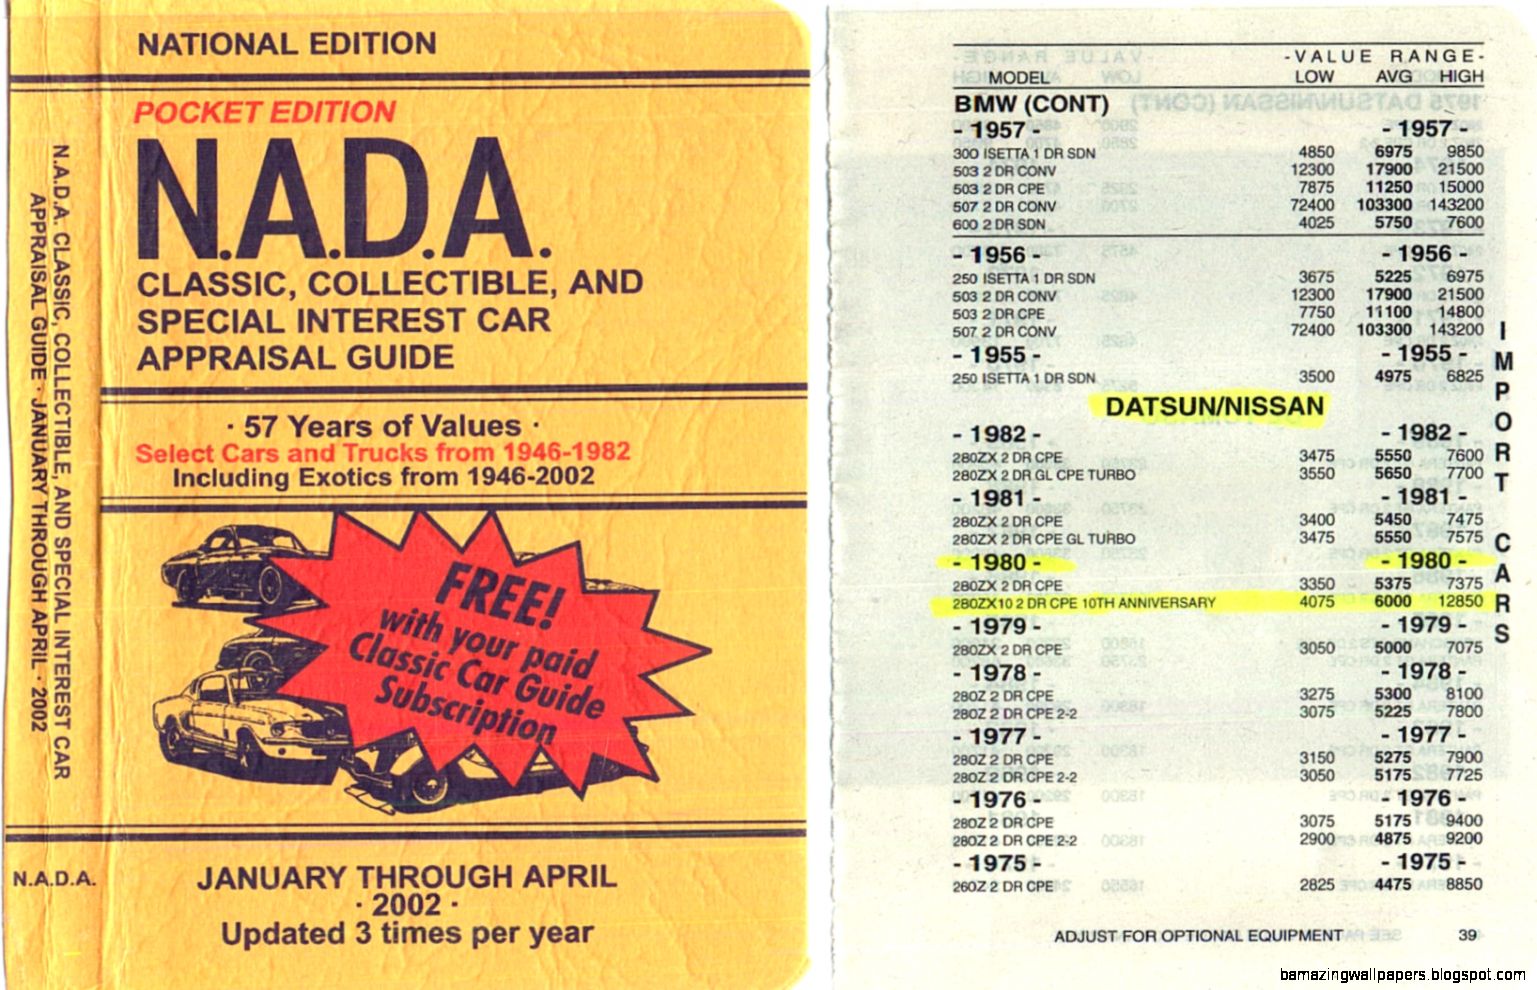 NATIONAL EDITION
POCKET EDITION
N.A.D.A.
CLASSIC, COLLECTIBLE, AND
SPECIAL INTEREST CAR
APPRAISAL GUIDE
· 57 Years of Values ·
Select Cars and Trucks from 1946-1982
Including Exotics from 1946-2002
FREE!
with your paid
Classic Car Guide
Subscription
JANUARY THROUGH APRIL
· 2002 ·
Updated 3 times per year
N.A.D.A. CLASSIC, COLLECTIBLE, AND SPECIAL INTEREST CAR
APPRAISAL GUIDE · JANUARY THROUGH APRIL · 2002
N.A.D.A.
-VALUE RANGE-
MODEL LOW AVG HIGH
BMW (CONT)
- 1957 - - 1957 -
300 ISETTA 1 DR SDN 4850 6975 9850
503 2 DR CONV 12300 17900 21500
503 2 DR CPE 7875 11250 15000
507 2 DR CONV 72400 103300 143200
600 2 DR SDN 4025 5750 7600
- 1956 - - 1956 -
250 ISETTA 1 DR SDN 3675 5225 6975
503 2 DR CONV 12300 17900 21500
503 2 DR CPE 7750 11100 14800
507 2 DR CONV 72400 103300 143200
- 1955 - - 1955 -
250 ISETTA 1 DR SDN 3500 4975 6825
DATSUN/NISSAN
- 1982 - - 1982 -
280ZX 2 DR CPE 3475 5550 7600
280ZX 2 DR GL CPE TURBO 3550 5650 7700
- 1981 - - 1981 -
280ZX 2 DR CPE 3400 5450 7475
280ZX 2 DR CPE GL TURBO 3475 5550 7575
- 1980 - - 1980 -
280ZX 2 DR CPE 3350 5375 7375
280ZX10 2 DR CPE 10TH ANNIVERSARY 4075 6000 12850
- 1979 - - 1979 -
280ZX 2 DR CPE 3050 5000 7075
- 1978 - - 1978 -
280Z 2 DR CPE 3275 5300 8100
280Z 2 DR CPE 2-2 3075 5225 7800
- 1977 - - 1977 -
280Z 2 DR CPE 3150 5275 7900
280Z 2 DR CPE 2-2 3050 5175 7725
- 1976 - - 1976 -
280Z 2 DR CPE 3075 5175 9400
280Z 2 DR CPE 2-2 2900 4875 9200
- 1975 - - 1975 -
260Z 2 DR CPE 2825 4475 8850
ADJUST FOR OPTIONAL EQUIPMENT 39
IMPORT CARS
bamazingwallpapers.blogspot.com